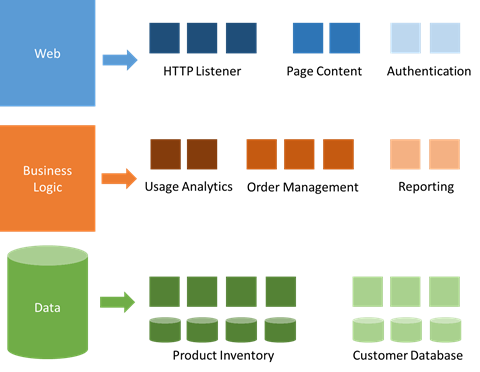 Web
HTTP Listener
Page Content
Authentication
Business
Logic
Usage Analytics
Order Management
Reporting
Data
Product Inventory
Customer Database